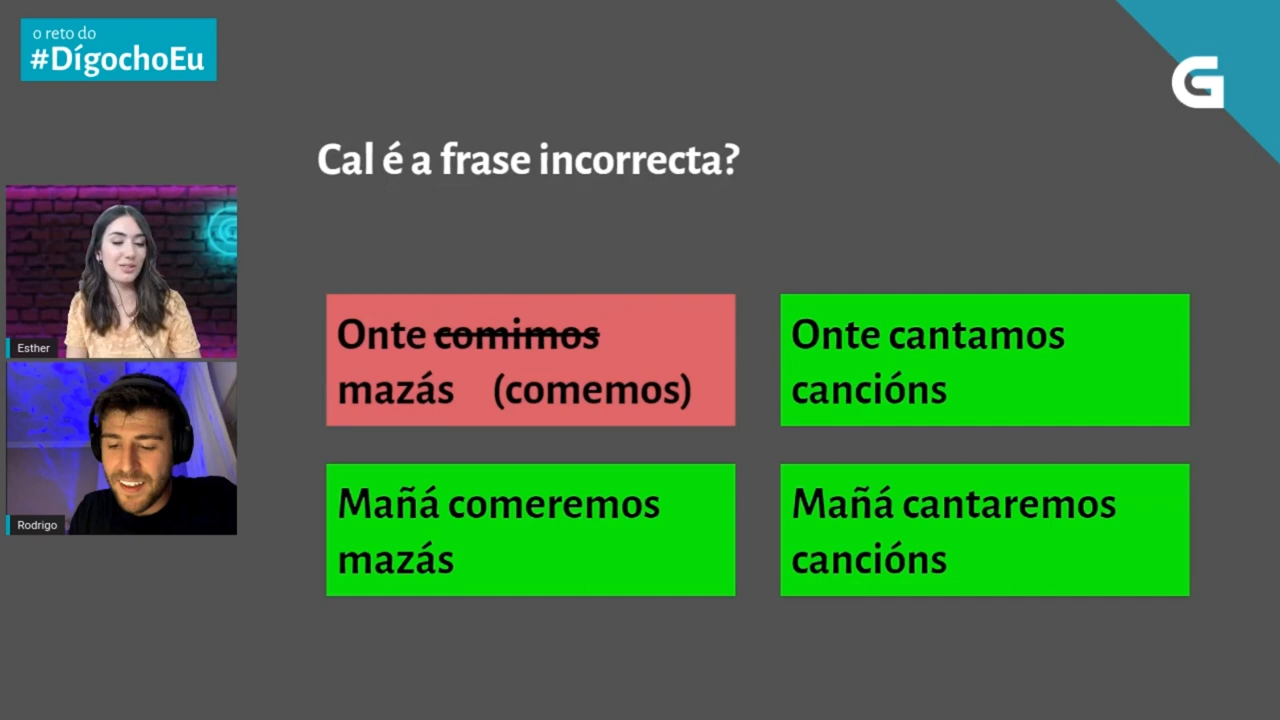 o reto do
#DígochoEu
Cal é a frase incorrecta?
Onte comimos
mazás (comemos)
Onte cantamos
cancións
Mañá comeremos
mazás
Mañá cantaremos
cancións
Esther
Rodrigo